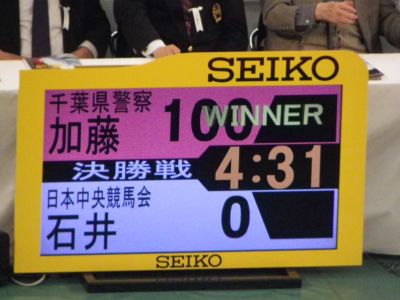 SEIKO
千葉県警察
加藤
100
WINNER
決勝戦
4:31
日本中央競馬会
石井
0
SEIKO